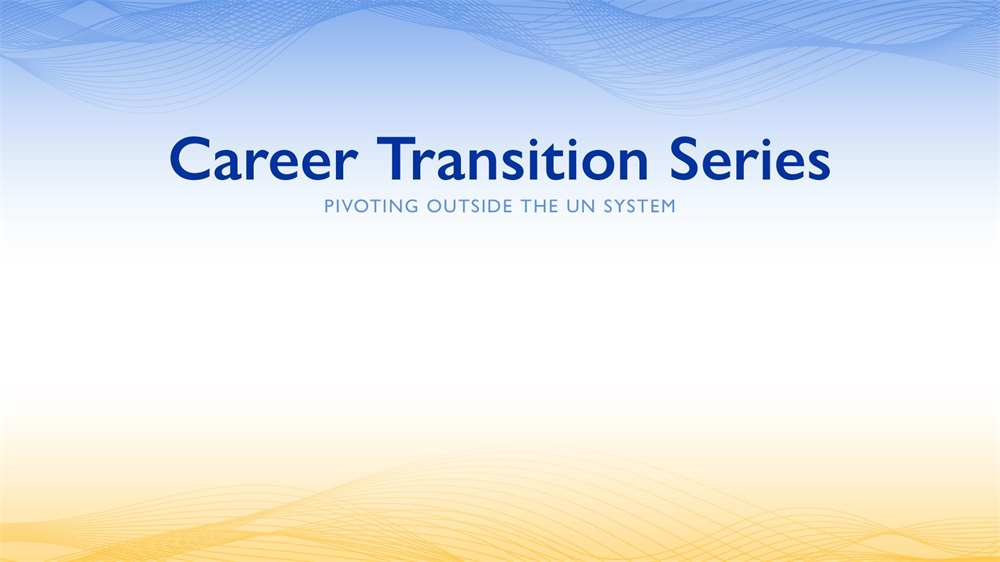 Career Transition Series
PIVOTING OUTSIDE THE UN SYSTEM